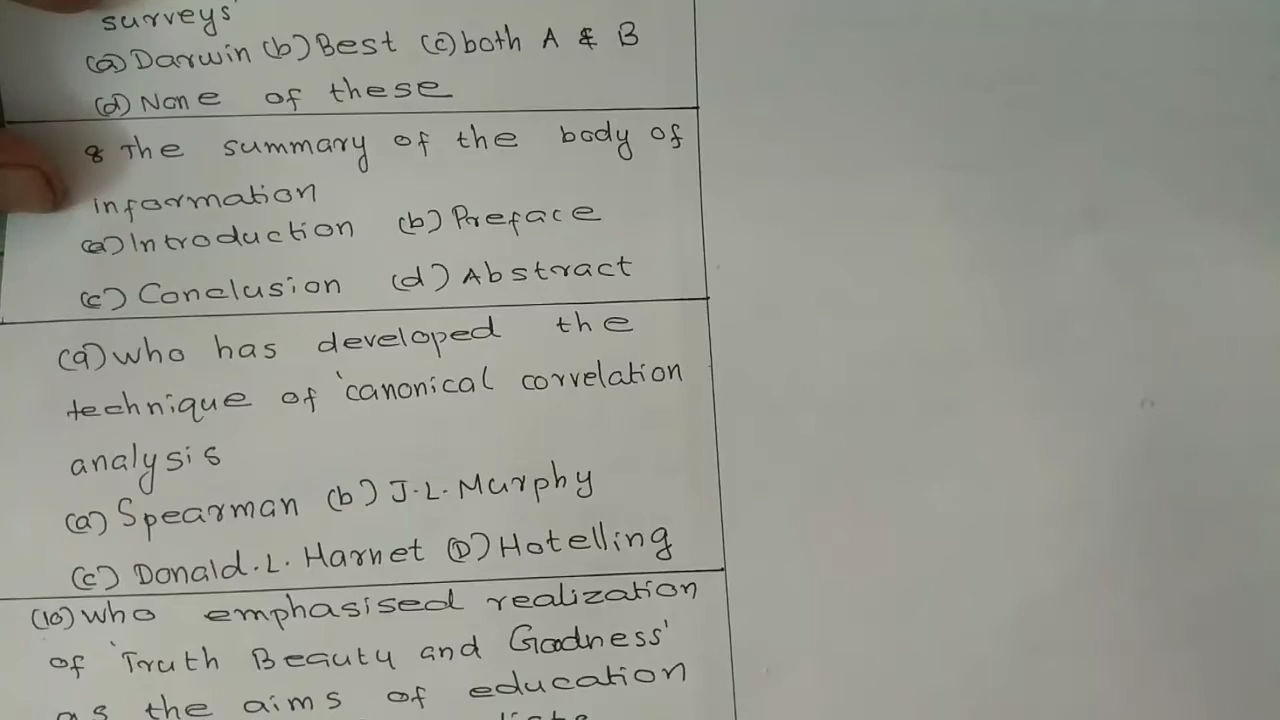 surveys'
(a) Darwin (b) Best (c) both A & B
(d) None of these
8 The summary of the body of
information
(a) Introduction (b) Preface
(c) Conclusion (d) Abstract
(9) who has developed the
technique of 'canonical correlation
analysis
(a) Spearman (b) J.L. Murphy
(c) Donald.L. Harnet (D) Hotelling
(10) who emphasised realization
of 'Truth Beauty and Goodness'
as the aims of education